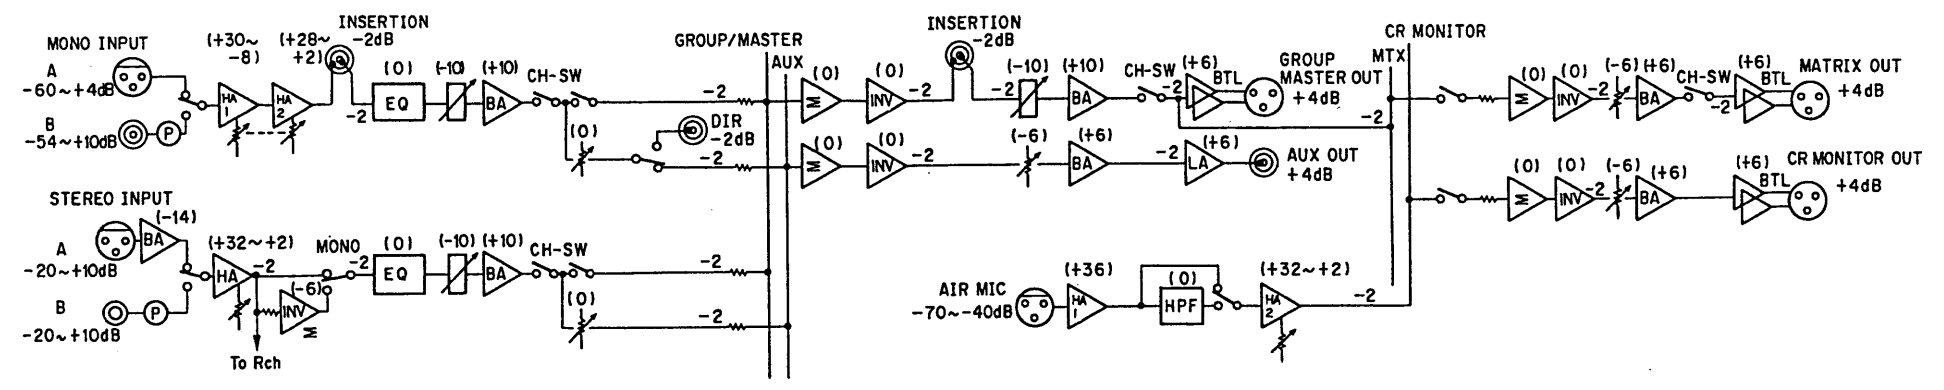 MONO INPUT
A
-60~+4dB
B
-54~+10dB
P
(+30~
-8)
HA
1
(+28~
+2)
HA
2
INSERTION
-2dB
-2
(0)
EQ
(-10)
(+10)
BA
CH-SW
(0)
-2
DIR
-2dB
-2
STEREO INPUT
A
-20~+10dB
B
-20~+10dB
P
(-14)
BA
(+32~+2)
HA
-2
(-6)
INV
M
To Rch
MONO
-2
(0)
EQ
(-10)
(+10)
BA
CH-SW
(0)
-2
-2
GROUP/MASTER
AUX
(0)
M
(0)
INV
-2
INSERTION
-2dB
-2
(-10)
(+10)
BA
CH-SW
-2
(+6)
BTL
GROUP
MASTER OUT
+4dB
-2
(0)
M
(0)
INV
-2
(-6)
(+6)
BA
-2
(+6)
LA
AUX OUT
+4dB
AIR MIC
-70~-40dB
(+36)
HA
1
(0)
HPF
(+32~+2)
HA
2
-2
CR MONITOR
MTX
(0)
M
(0)
INV
-2
(-6)
(+6)
BA
CH-SW
-2
(+6)
BTL
MATRIX OUT
+4dB
(0)
M
(0)
INV
-2
(-6)
(+6)
BA
(+6)
BTL
CR MONITOR OUT
+4dB